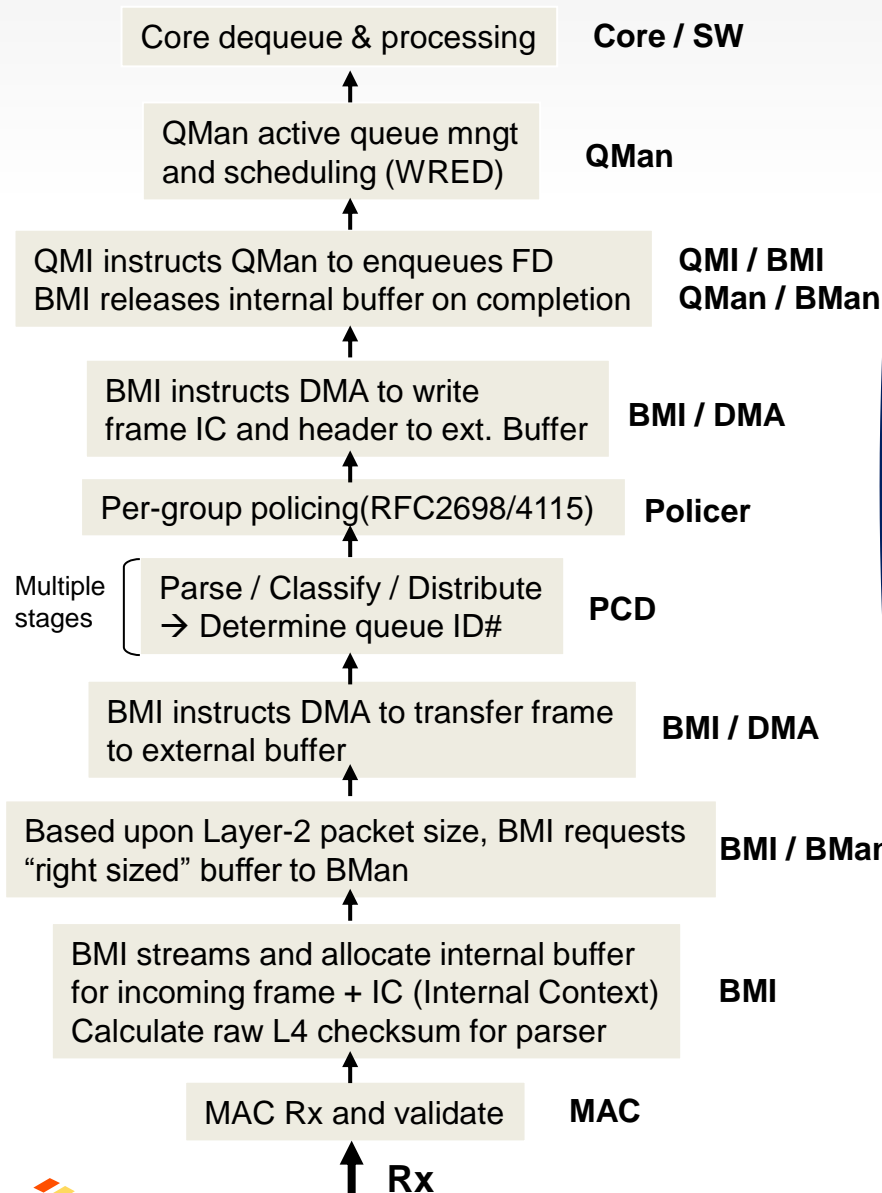 Core dequeue & processing
Core / SW
QMan active queue mngt
and scheduling (WRED)
QMan
QMI instructs QMan to enqueues FD
BMI releases internal buffer on completion
QMI / BMI
QMan / BMan
BMI instructs DMA to write
frame IC and header to ext. Buffer
BMI / DMA
Per-group policing(RFC2698/4115)
Policer
Multiple
stages
Parse / Classify / Distribute
→ Determine queue ID#
PCD
BMI instructs DMA to transfer frame
to external buffer
BMI / DMA
Based upon Layer-2 packet size, BMI requests
“right sized” buffer to BMan
BMI / BMan
BMI streams and allocate internal buffer
for incoming frame + IC (Internal Context)
Calculate raw L4 checksum for parser
BMI
MAC Rx and validate
MAC
Rx